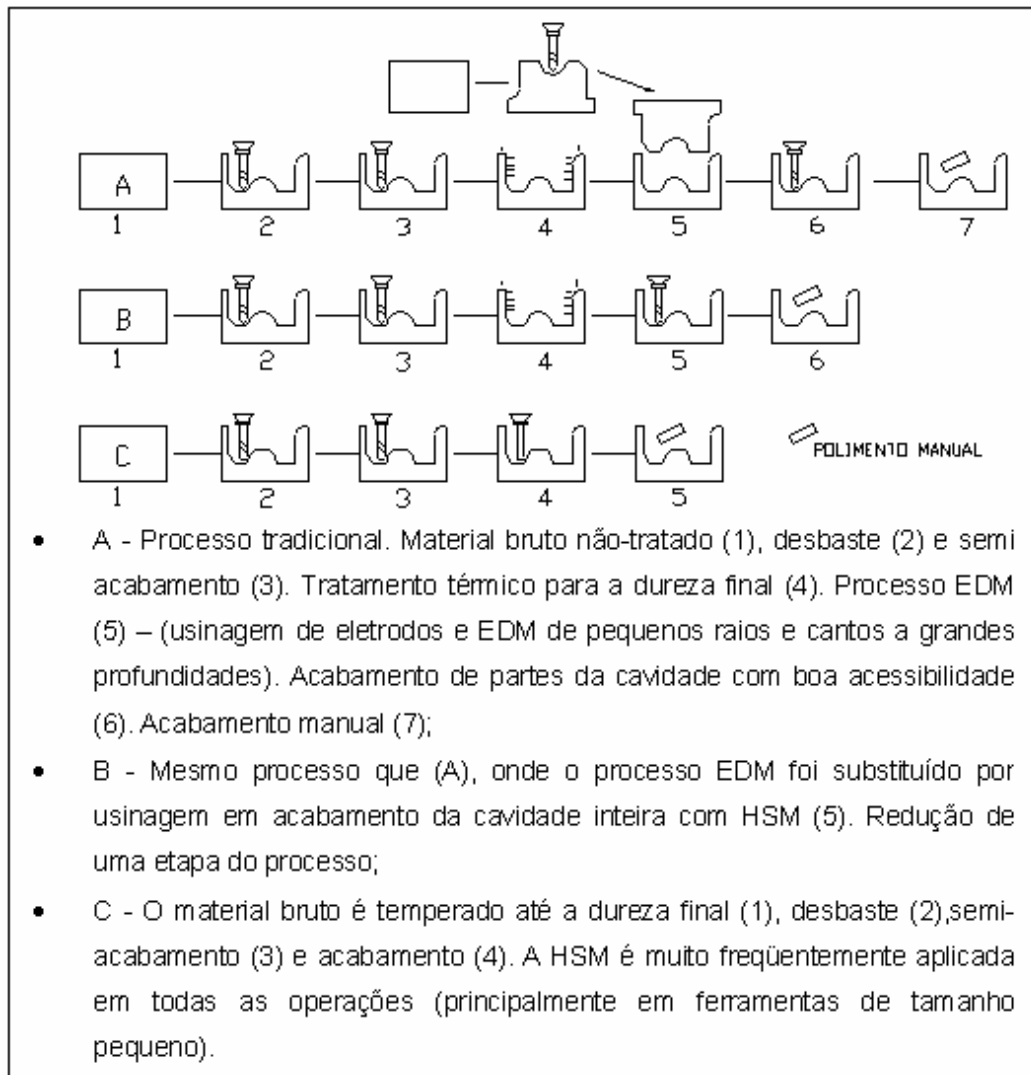 A
1 2 3 4 5 6 7
B
1 2 3 4 5 6
C
1 2 3 4 5
POLIMENTO MANUAL
• A - Processo tradicional. Material bruto não-tratado (1), desbaste (2) e semi
acabamento (3). Tratamento térmico para a dureza final (4). Processo EDM
(5) – (usinagem de eletrodos e EDM de pequenos raios e cantos a grandes
profundidades). Acabamento de partes da cavidade com boa acessibilidade
(6). Acabamento manual (7);
• B - Mesmo processo que (A), onde o processo EDM foi substituído por
usinagem em acabamento da cavidade inteira com HSM (5). Redução de
uma etapa do processo;
• C - O material bruto é temperado até a dureza final (1), desbaste (2),semi-
acabamento (3) e acabamento (4). A HSM é muito freqüentemente aplicada
em todas as operações (principalmente em ferramentas de tamanho
pequeno).